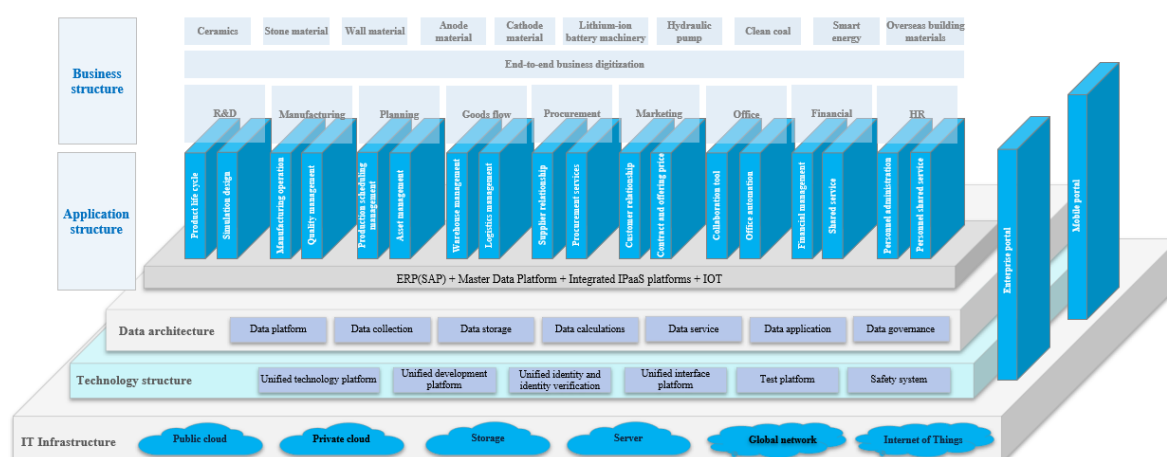 Ceramics
Stone material
Wall material
Anode
material
Cathode
material
Lithium-ion
battery machinery
Hydraulic
pump
Clean coal
Smart
energy
Overseas building
materials
Business
structure
End-to-end business digitization
R&D
Manufacturing
Planning
Goods flow
Procurement
Marketing
Office
Financial
HR
Application
structure
Product life cycle
Simulation design
Manufacturing operation
Quality management
Production scheduling
management
Asset management
Warehouse management
Logistics management
Supplier relationship
Procurement services
Customer relationship
Contract and offering price
Collaboration tool
Office automation
Financial management
Shared service
Personnel administration
Personnel shared service
Enterprise portal
Mobile portal
ERP(SAP) + Master Data Platform + Integrated IPaaS platforms + IOT
Data architecture
Data platform
Data collection
Data storage
Data calculations
Data service
Data application
Data governance
Technology structure
Unified technology platform
Unified development
platform
Unified identity and
identity verification
Unified interface
platform
Test platform
Safety system
IT Infrastructure
Public cloud
Private cloud
Storage
Server
Global network
Internet of Things